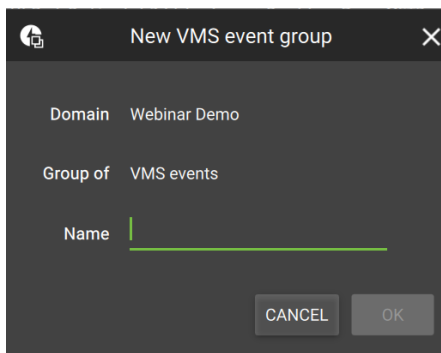 New VMS event group
Domain Webinar Demo
Group of VMS events
Name
CANCEL OK